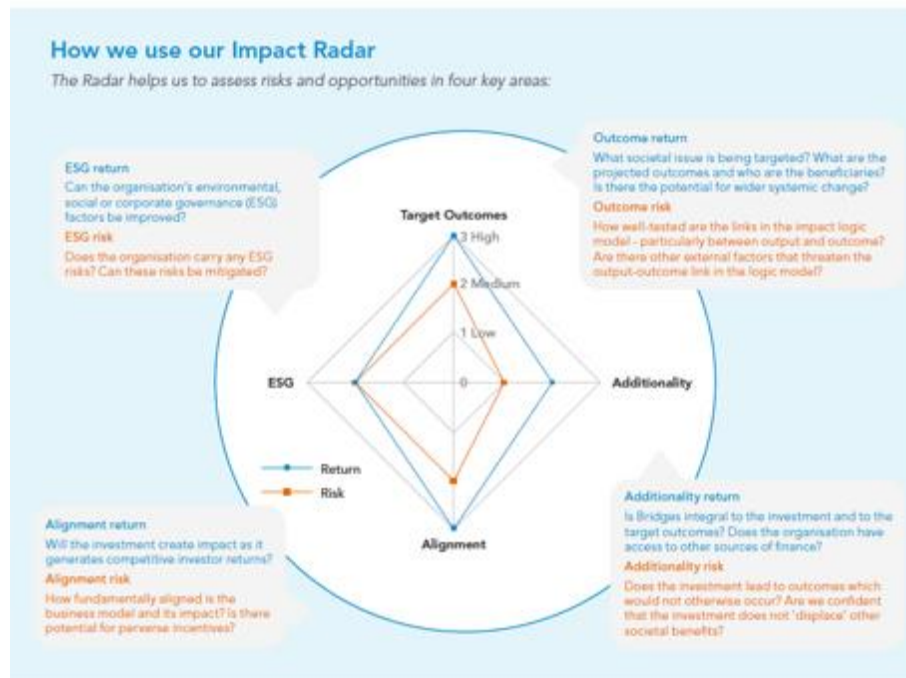 How we use our Impact Radar
The Radar helps us to assess risks and opportunities in four key areas:
ESG return
Can the organisation's environmental,
social or corporate governance (ESG)
factors be improved?
ESG risk
Does the organisation carry any ESG
risks? Can these risks be mitigated?
Outcome return
What societal issue is being targeted? What are the
projected outcomes and who are the beneficiaries?
Is there the potential for wider systemic change?
Outcome risk
How well-tested are the links in the impact logic
model - particularly between output and outcome?
Are there other external factors that threaten the
output-outcome link in the logic model?
Target Outcomes
3 High
2 Medium
1 Low
0
ESG
Additionality
Alignment
Return
Risk
Alignment return
Will the investment create impact as it
generates competitive investor returns?
Alignment risk
How fundamentally aligned is the
business model and its impact? Is there
potential for perverse incentives?
Additionality return
Is Bridges integral to the investment and to the
target outcomes? Does the organisation have
access to other sources of finance?
Additionality risk
Does the investment lead to outcomes which
would not otherwise occur? Are we confident
that the investment does not 'displace' other
societal benefits?